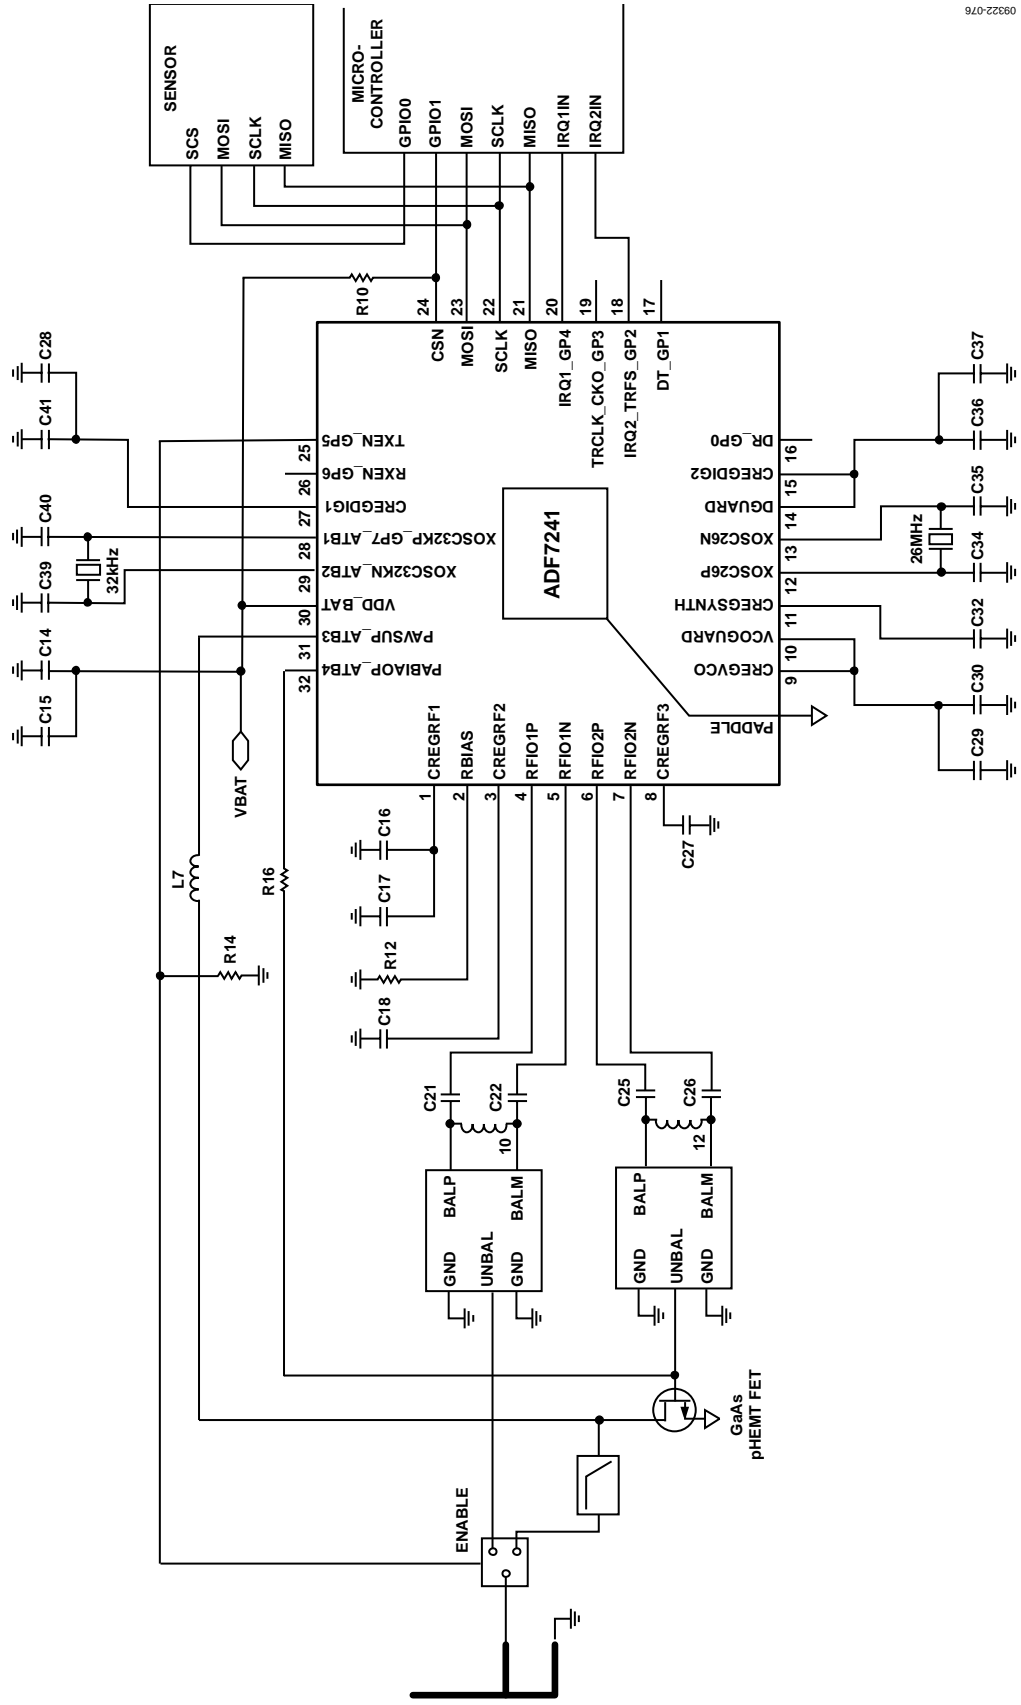 09322-076
SENSOR
SCS
MOSI
SCLK
MISO
MICRO-
CONTROLLER
GPIO0
GPIO1
MOSI
SCLK
MISO
IRQ1IN
IRQ2IN
R10
24
23
22
21
20
19
18
17
CSN
MOSI
SCLK
MISO
IRQ1_GP4
TRCLK_CKO_GP3
IRQ2_TRFS_GP2
DT_GP1
C28
C41
C40
C39
32kHz
C14
C15
VBAT
25
26
27
28
29
30
31
32
TXEN_GP5
RXEN_GP6
CREGDIG1
XOSC32KP_GP7_ATB1
XOSC32KN_ATB2
VDD_BAT
PAVSUP_ATB3
PABIAOP_ATB4
ADF7241
DR_GP0
CREGDIG2
DGUARD
XOSC26N
XOSC26P
CREGSYNTH
VCOGUARD
CREGVCO
PADDLE
16
15
14
13
12
11
10
9
C37
C36
C35
26MHz
C34
C32
C30
C29
CREGRF1
RBIAS
CREGRF2
RFIO1P
RFIO1N
RFIO2P
RFIO2N
CREGRF3
1
2
3
4
5
6
7
8
C27
C16
C17
R12
C18
L7
R16
R14
C21
C22
10
C25
C26
12
BALP
BALM
GND
UNBAL
GND
BALP
BALM
GND
UNBAL
GND
GaAs
pHEMT FET
ENABLE